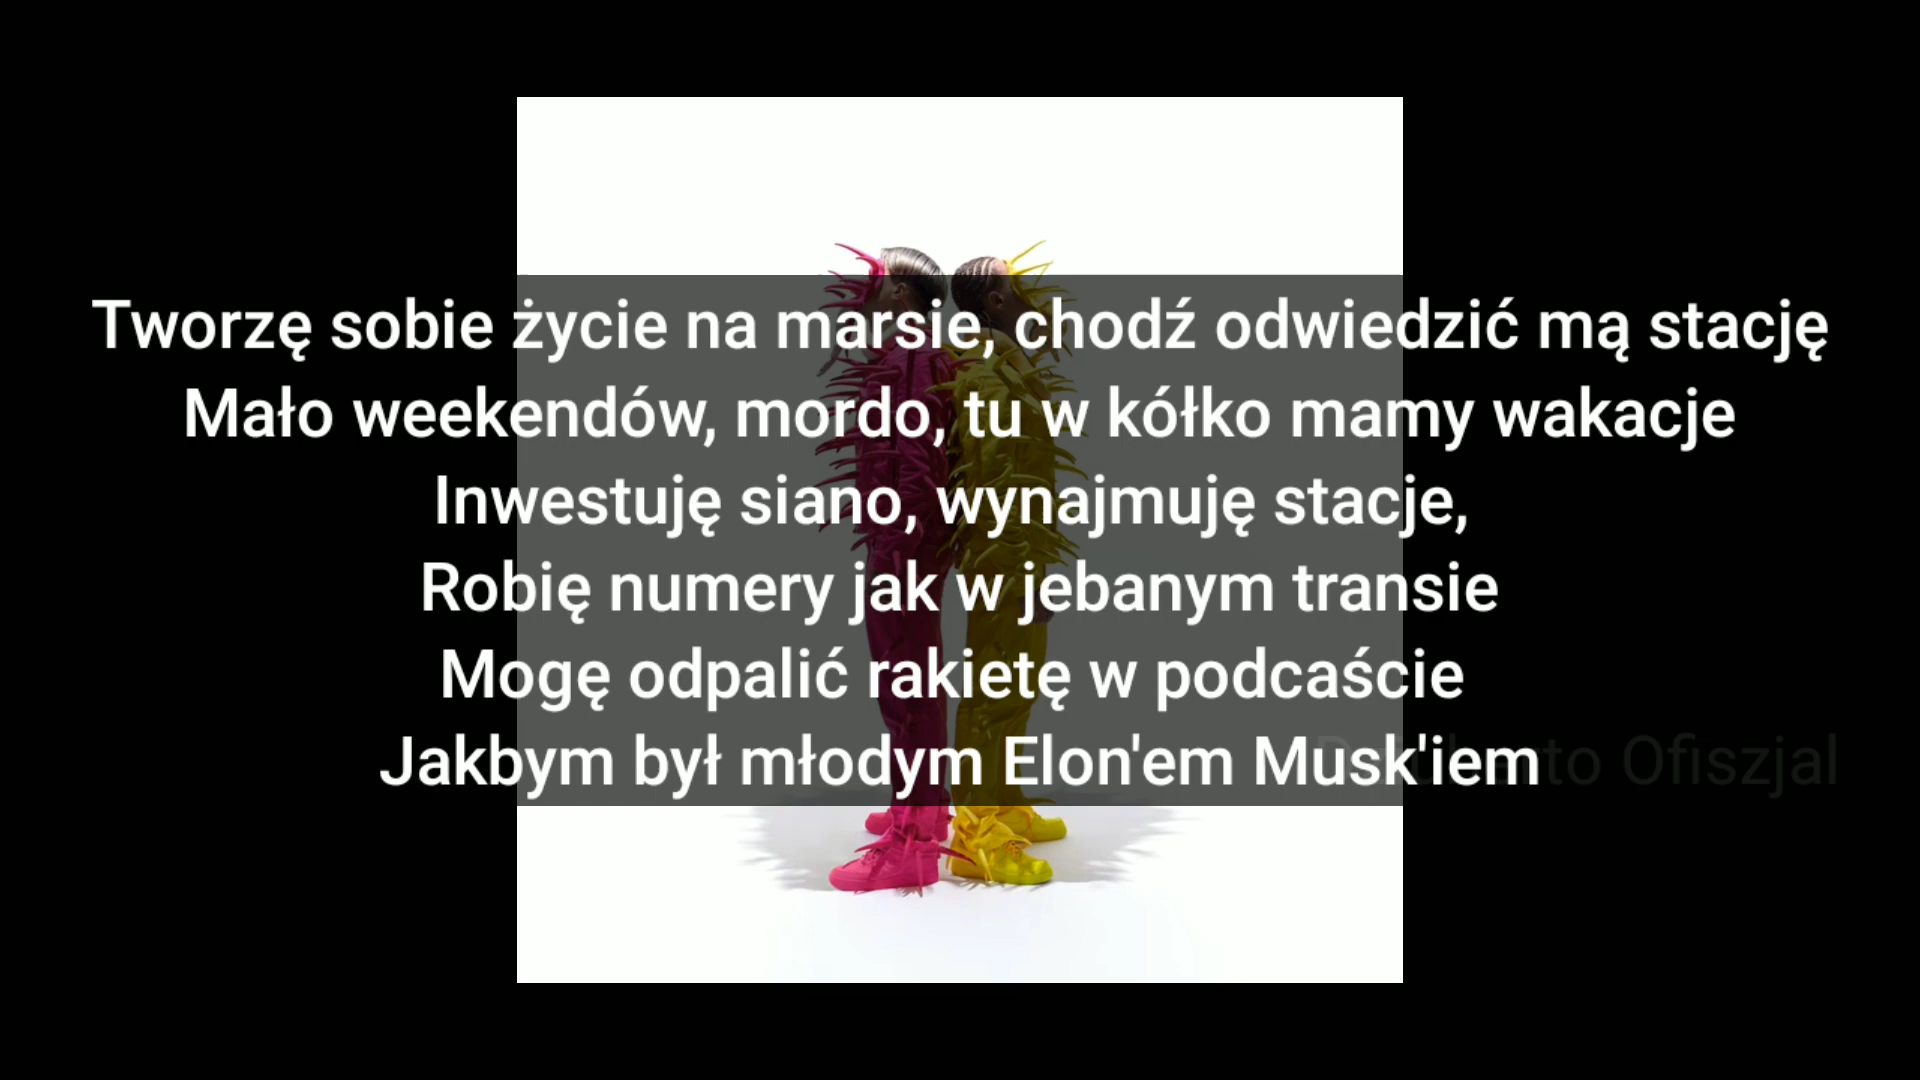 Tworzę sobie życie na marsie, chodź odwiedzić mą stację
Mało weekendów, mordo, tu w kółko mamy wakacje
Inwestuję siano, wynajmuję stacje,
Robię numery jak w jebanym transie
Mogę odpalić rakietę w podcaście
Jakbym był młodym Elon'em Musk'iem
Ofiszjal